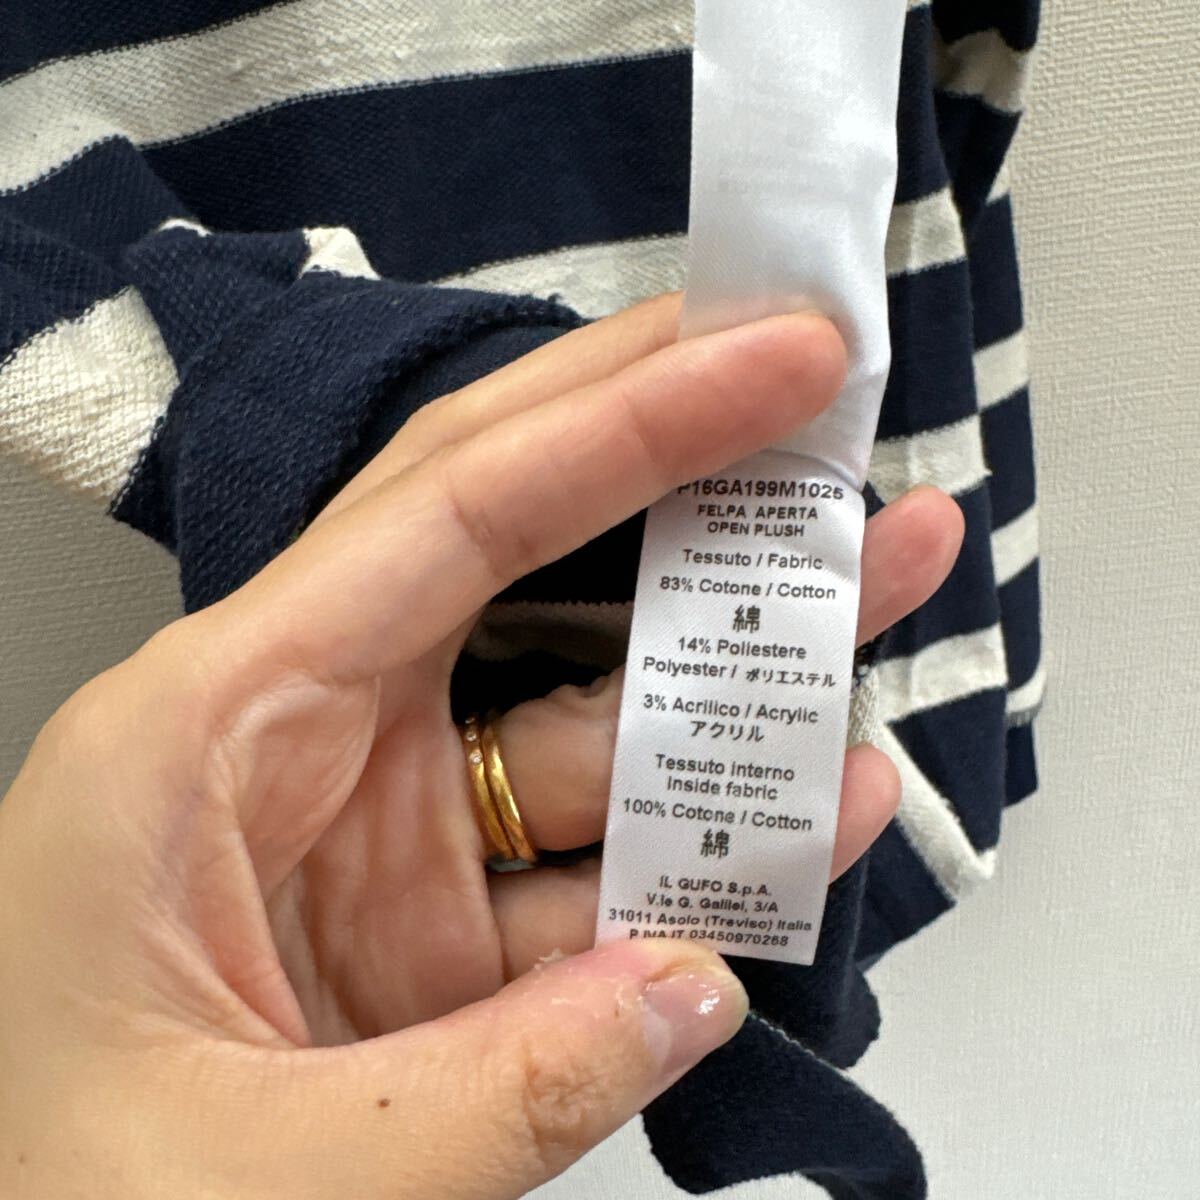 P16GA199M1025
FELPA APERTA
OPEN PLUSH
Tessuto / Fabric
83% Cotone / Cotton
綿
14% Poliestere
Polyester / ポリエステル
3% Acrilico / Acrylic
アクリル
Tessuto interno
Inside fabric
100% Cotone / Cotton
綿
IL GUFO S.p.A.
V.le G. Galilei, 3/A
31011 Asolo (Treviso) Italia
P.IVA IT 03450970268